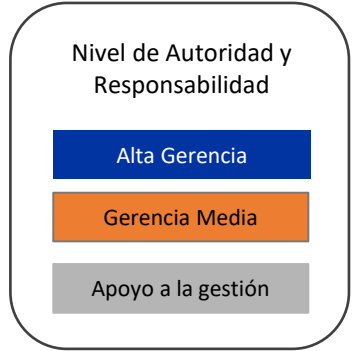 Nivel de Autoridad y
Responsabilidad
Alta Gerencia
Gerencia Media
Apoyo a la gestión